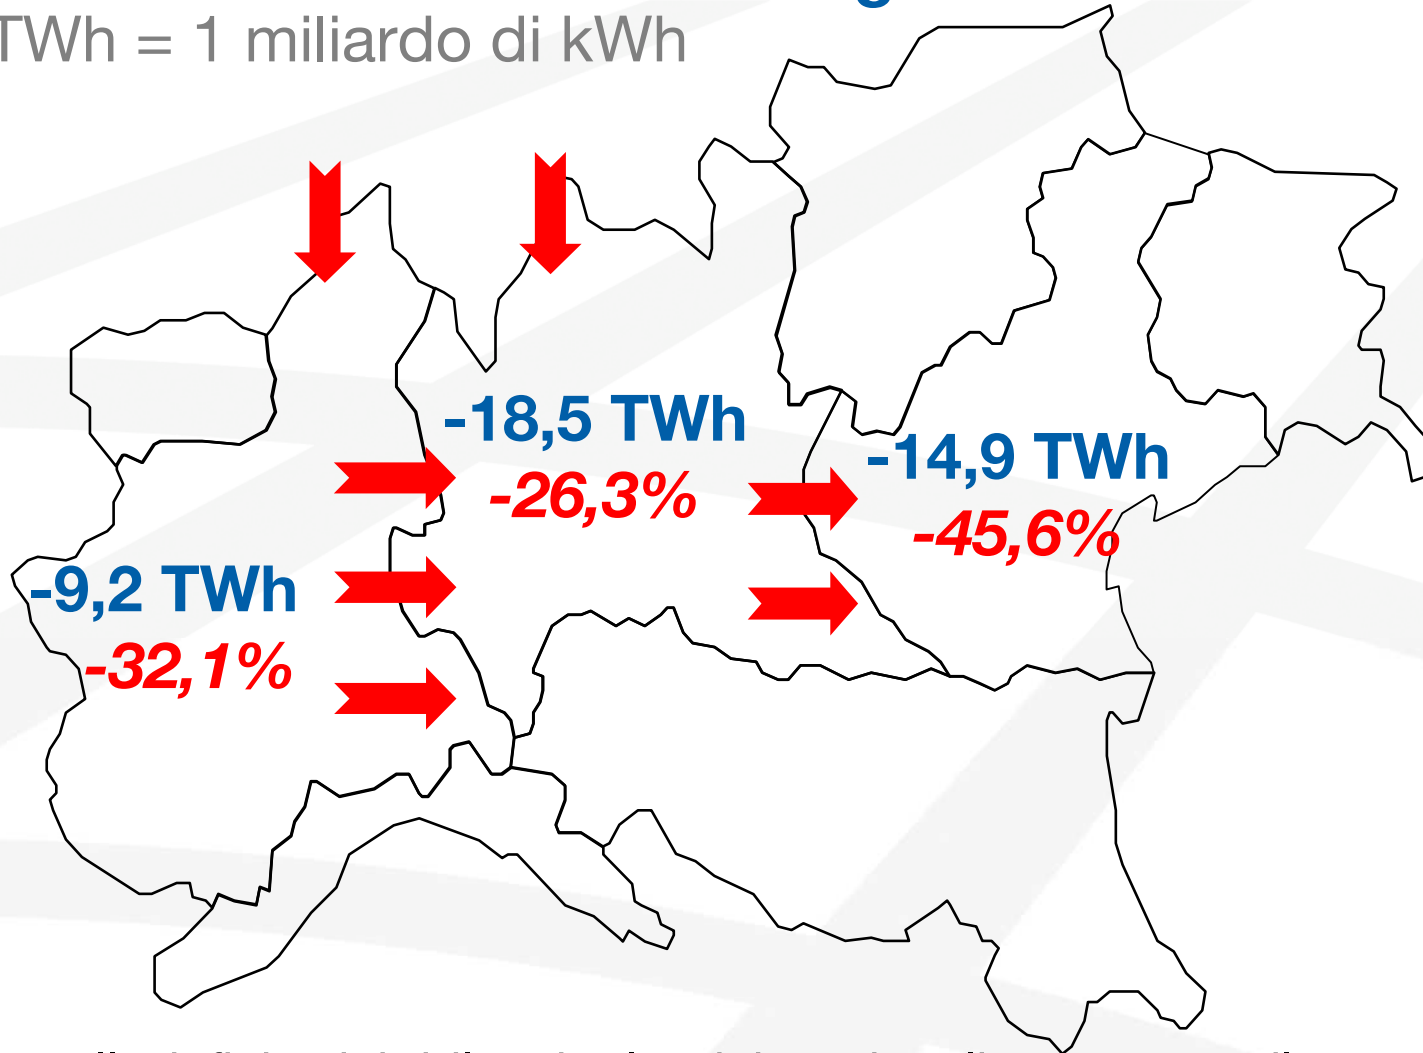 TWh = 1 miliardo di kWh
-18,5 TWh
-26,3%
-14,9 TWh
-45,6%
-9,2 TWh
-32,1%